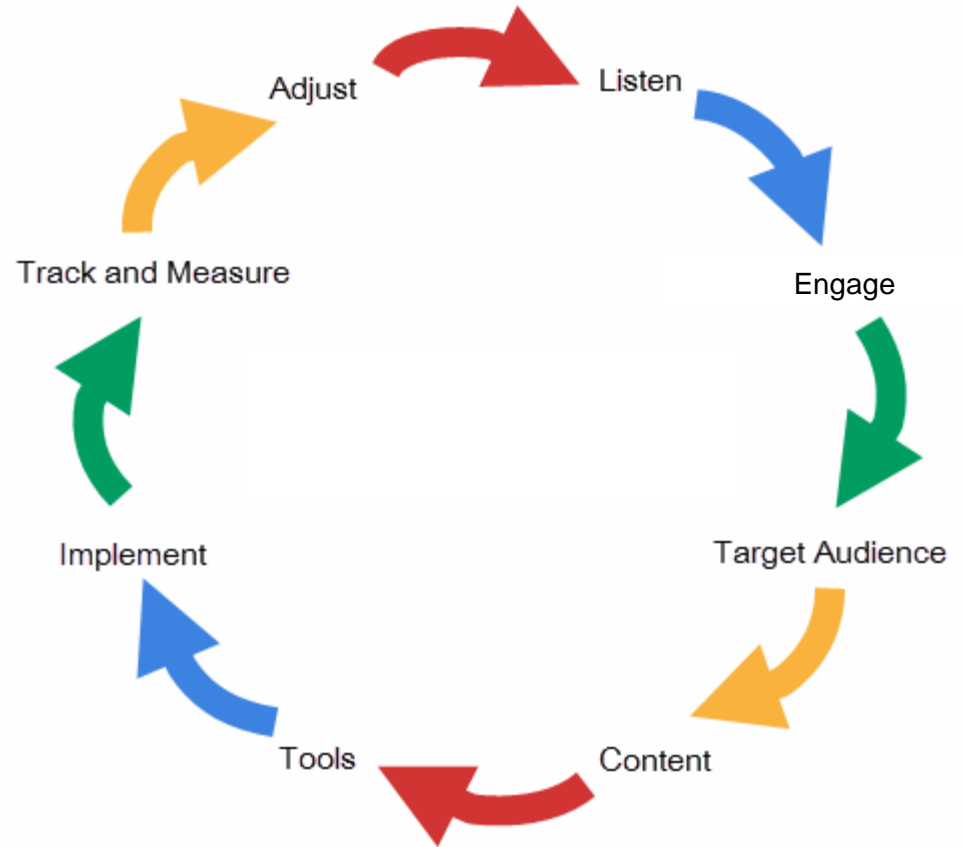 Adjust
Listen
Engage
Target Audience
Content
Tools
Implement
Track and Measure